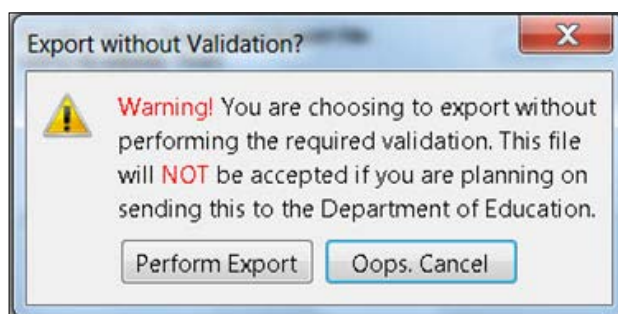 Export without Validation?
Warning! You are choosing to export without
performing the required validation. This file
will NOT be accepted if you are planning on
sending this to the Department of Education.
Perform Export
Oops. Cancel